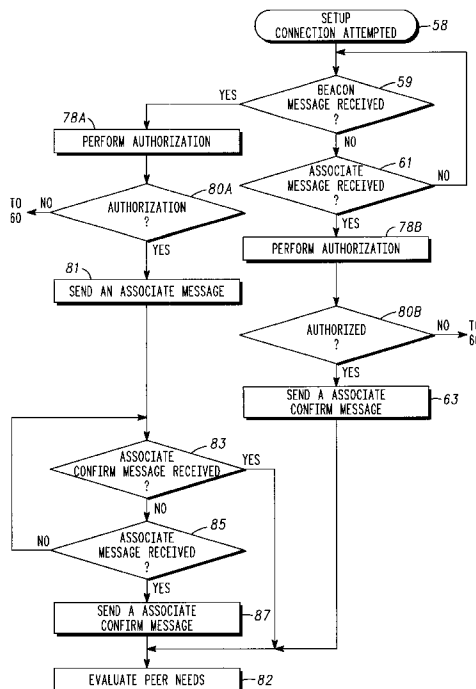 SETUP
CONNECTION ATTEMPTED
58
BEACON
MESSAGE RECEIVED
?
59
YES
NO
78A
PERFORM AUTHORIZATION
ASSOCIATE
MESSAGE RECEIVED
?
61
NO
YES
80A
AUTHORIZATION
?
NO
TO
60
YES
78B
PERFORM AUTHORIZATION
81
SEND AN ASSOCIATE MESSAGE
80B
AUTHORIZED
?
NO
TO
60
YES
SEND A ASSOCIATE
CONFIRM MESSAGE
63
83
ASSOCIATE
CONFIRM MESSAGE RECEIVED
?
YES
NO
85
ASSOCIATE
MESSAGE RECEIVED
?
NO
YES
SEND A ASSOCIATE
CONFIRM MESSAGE
87
EVALUATE PEER NEEDS
82